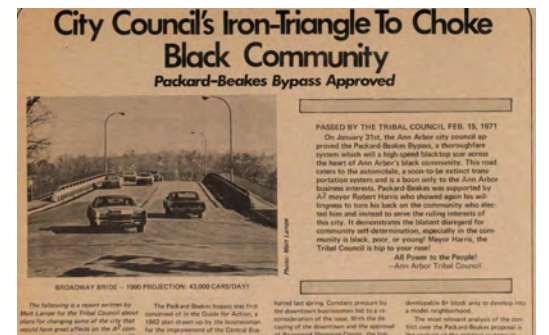 City Council's Iron-Triangle To Choke
Black Community
Packard-Beakes Bypass Approved
Photo: Matt Lampe
BROADWAY BRIDE - 1990 PROJECTION: 43,000 CARS/DAY!
PASSED BY THE TRIBAL COUNCIL FEB. 15, 1971
On January 31st, the Ann Arbor city council ap-
proved the Packard-Beakes Bypass, a thoroughfare
system which will a high-speed blacktop scar across
the heart of Ann Arbor's black community. This road
caters to the automobile, a soon-to-be extinct trans-
portation system and is a boon only to the Ann Arbor
business interests. Packard-Beakes was supported by
A2 mayor Robert Harris who showed again his wil-
lingness to turn his back on the community who elec-
ted him and instead to serve the ruling interests of
this city. It demonstrates the blatant disregard for
community self-determination, especially in the com-
munity is black, poor, or young! Mayor Harris, the
Tribal Council is hip to your ruse!
All Power to the People!
—Ann Arbor Tribal Council
The following is a report written by
Matt Lampe for the Tribal Council about
plans for changing some of the city that
would have great effects on the A2 com-
The Packard Beakes bypass was first
conceived of in the Guide for Action, a
1962 plan drawn up by the businessmen
for the improvement of the Central Bus
halted last spring. Constant pressure by
the downtown businessmen led to a re-
consideration of the issue. With the de-
caying of the downtown and the approval
developable 8+ block area to develop into
a model neighborhood.
The most relevant analysis of the con-
flict over the Packard-Beakes proposal is